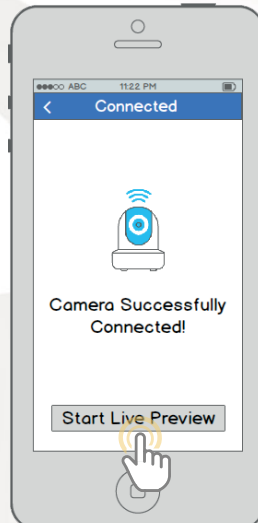 ABC 11:22 PM
Connected
Camera Successfully
Connected!
Start Live Preview